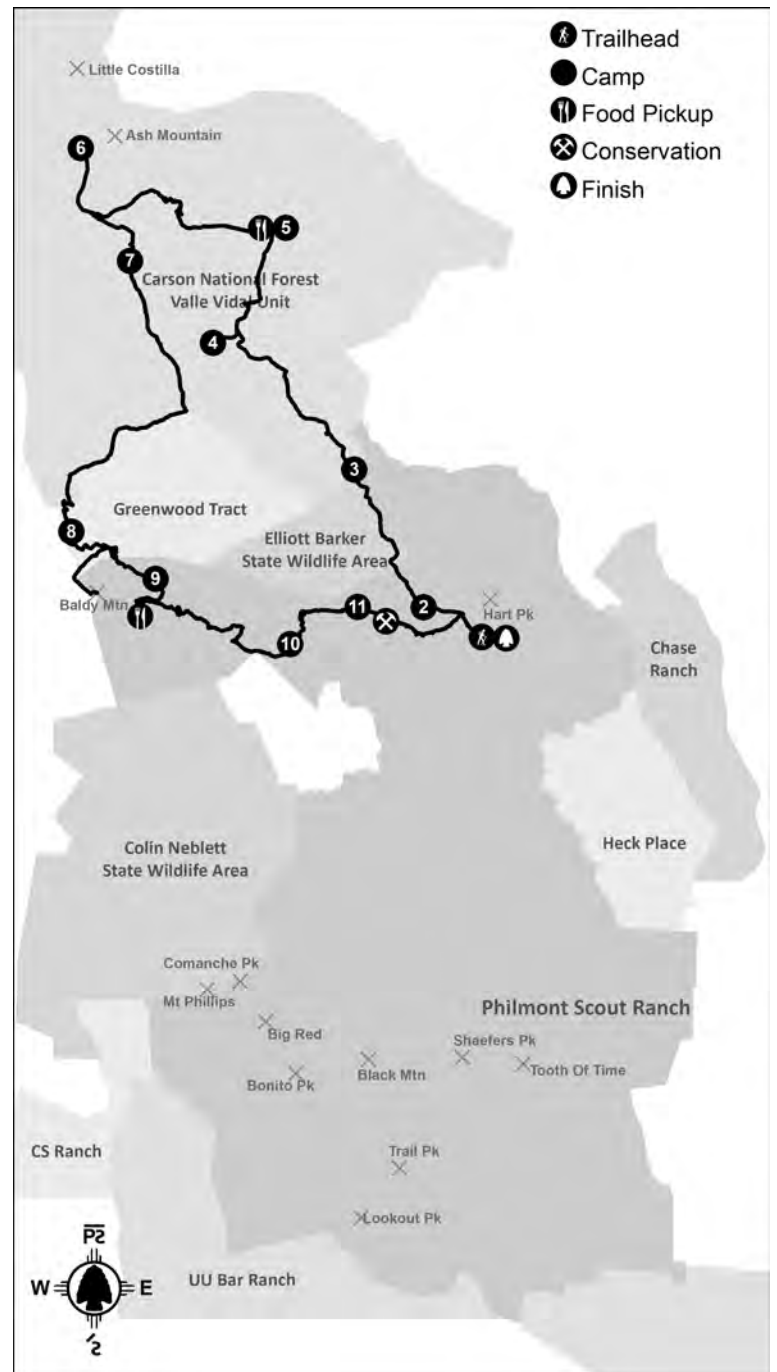 Trailhead
Camp
Food Pickup
Conservation
Finish
Little Costilla
Ash Mountain
6
5
7
Carson National Forest
Valle Vidal Unit
4
3
Greenwood Tract
8
Elliott Barker
State Wildlife Area
9
Baldy Mtn
11
2
Hart Pk
10
Chase
Ranch
Heck Place
Colin Neblett
State Wildlife Area
Comanche Pk
Mt Phillips
Big Red
Bonito Pk
Philmont Scout Ranch
Black Mtn
Shaefers Pk
Tooth Of Time
CS Ranch
Trail Pk
Lookout Pk
W
E
UU Bar Ranch